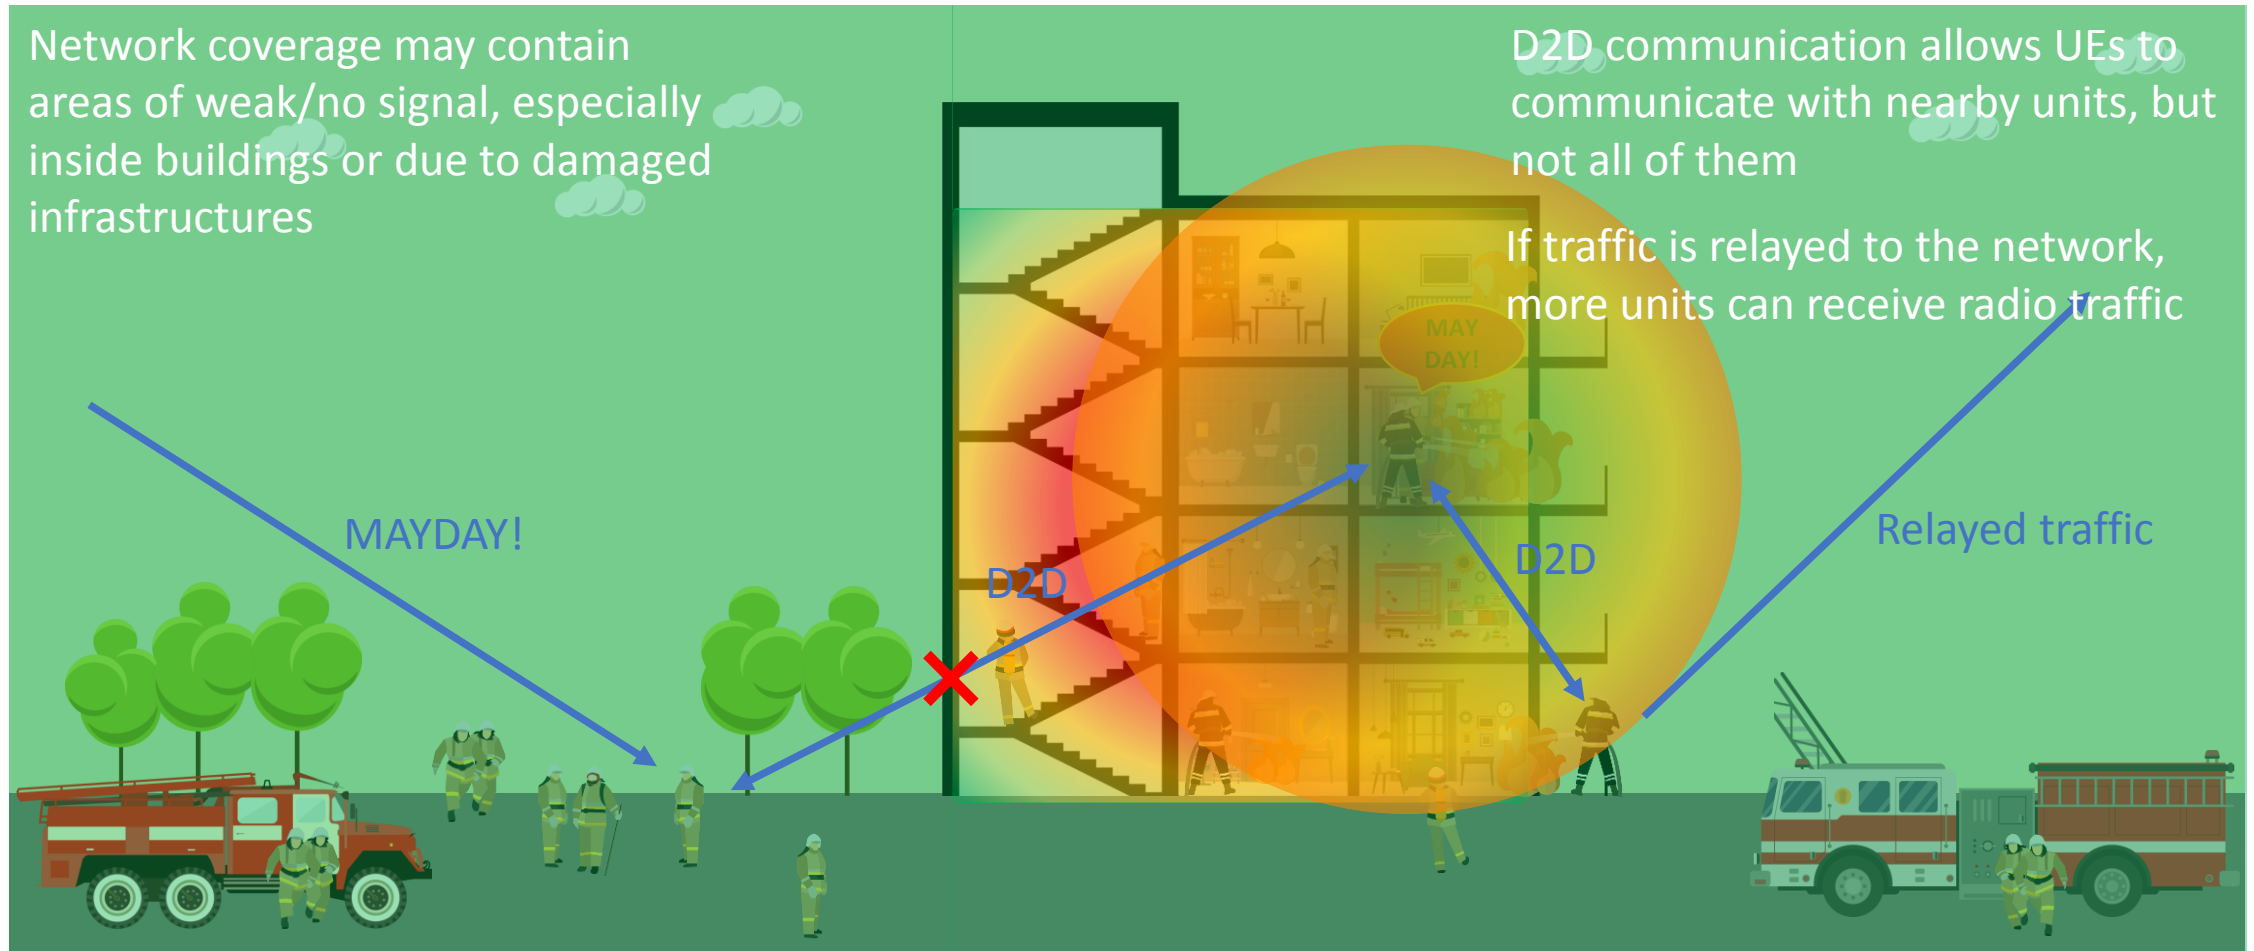 Network coverage may contain
areas of weak/no signal, especially
inside buildings or due to damaged
infrastructures
D2D communication allows UEs to
communicate with nearby units, but
not all of them
If traffic is relayed to the network,
more units can receive radio traffic
MAY
DAY!
MAYDAY!
D2D
D2D
Relayed traffic